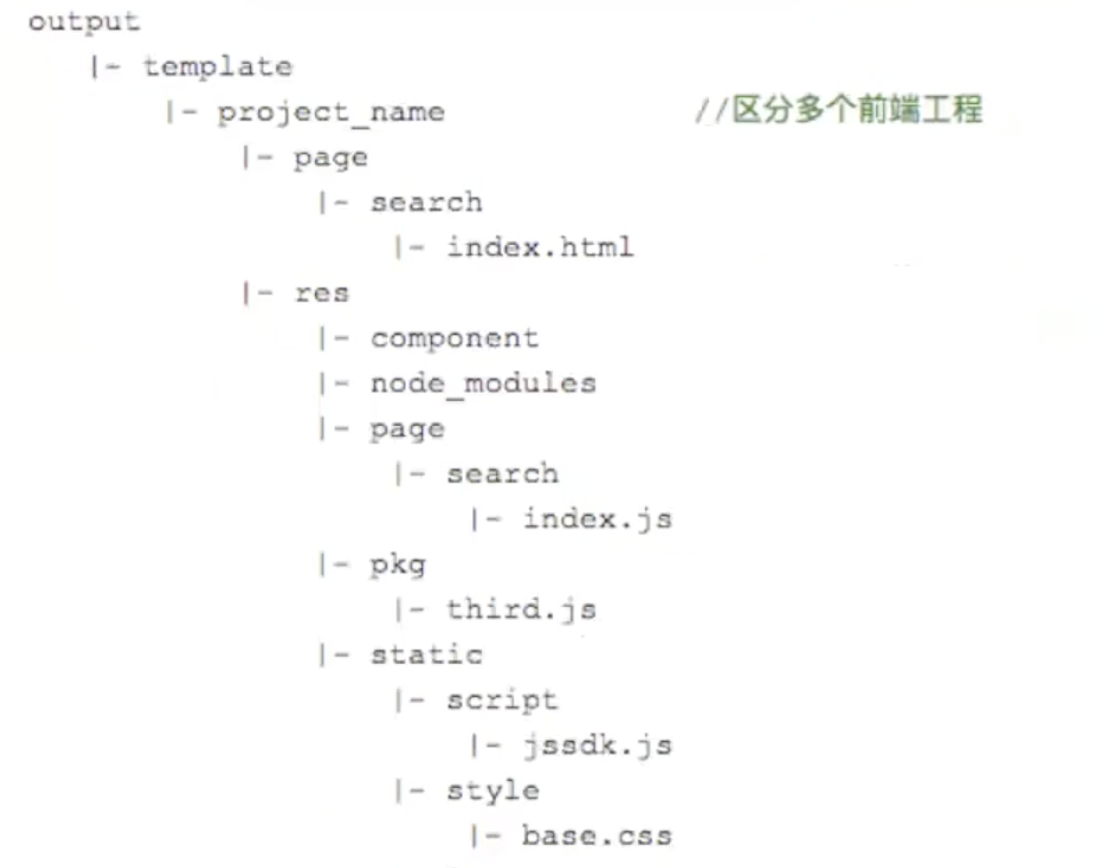 output
|- template
|- project_name //区分多个前端工程
|- page
|- search
|- index.html
|- res
|- component
|- node_modules
|- page
|- search
|- index.js
|- pkg
|- third.js
|- static
|- script
|- jssdk.js
|- style
|- base.css